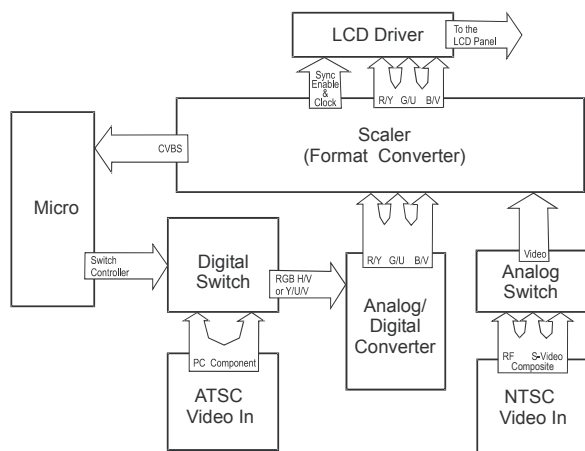 LCD Driver
To the
LCD Panel
Sync
Enable
&
Clock
R/Y G/U B/V
Scaler
(Format Converter)
CVBS
Micro
R/Y G/U B/V
Video
Switch
Controller
Digital
Switch
RGB H/V
or Y/U/V
Analog/
Digital
Converter
Analog
Switch
PC Component
RF S-Video
Composite
ATSC
Video In
NTSC
Video In